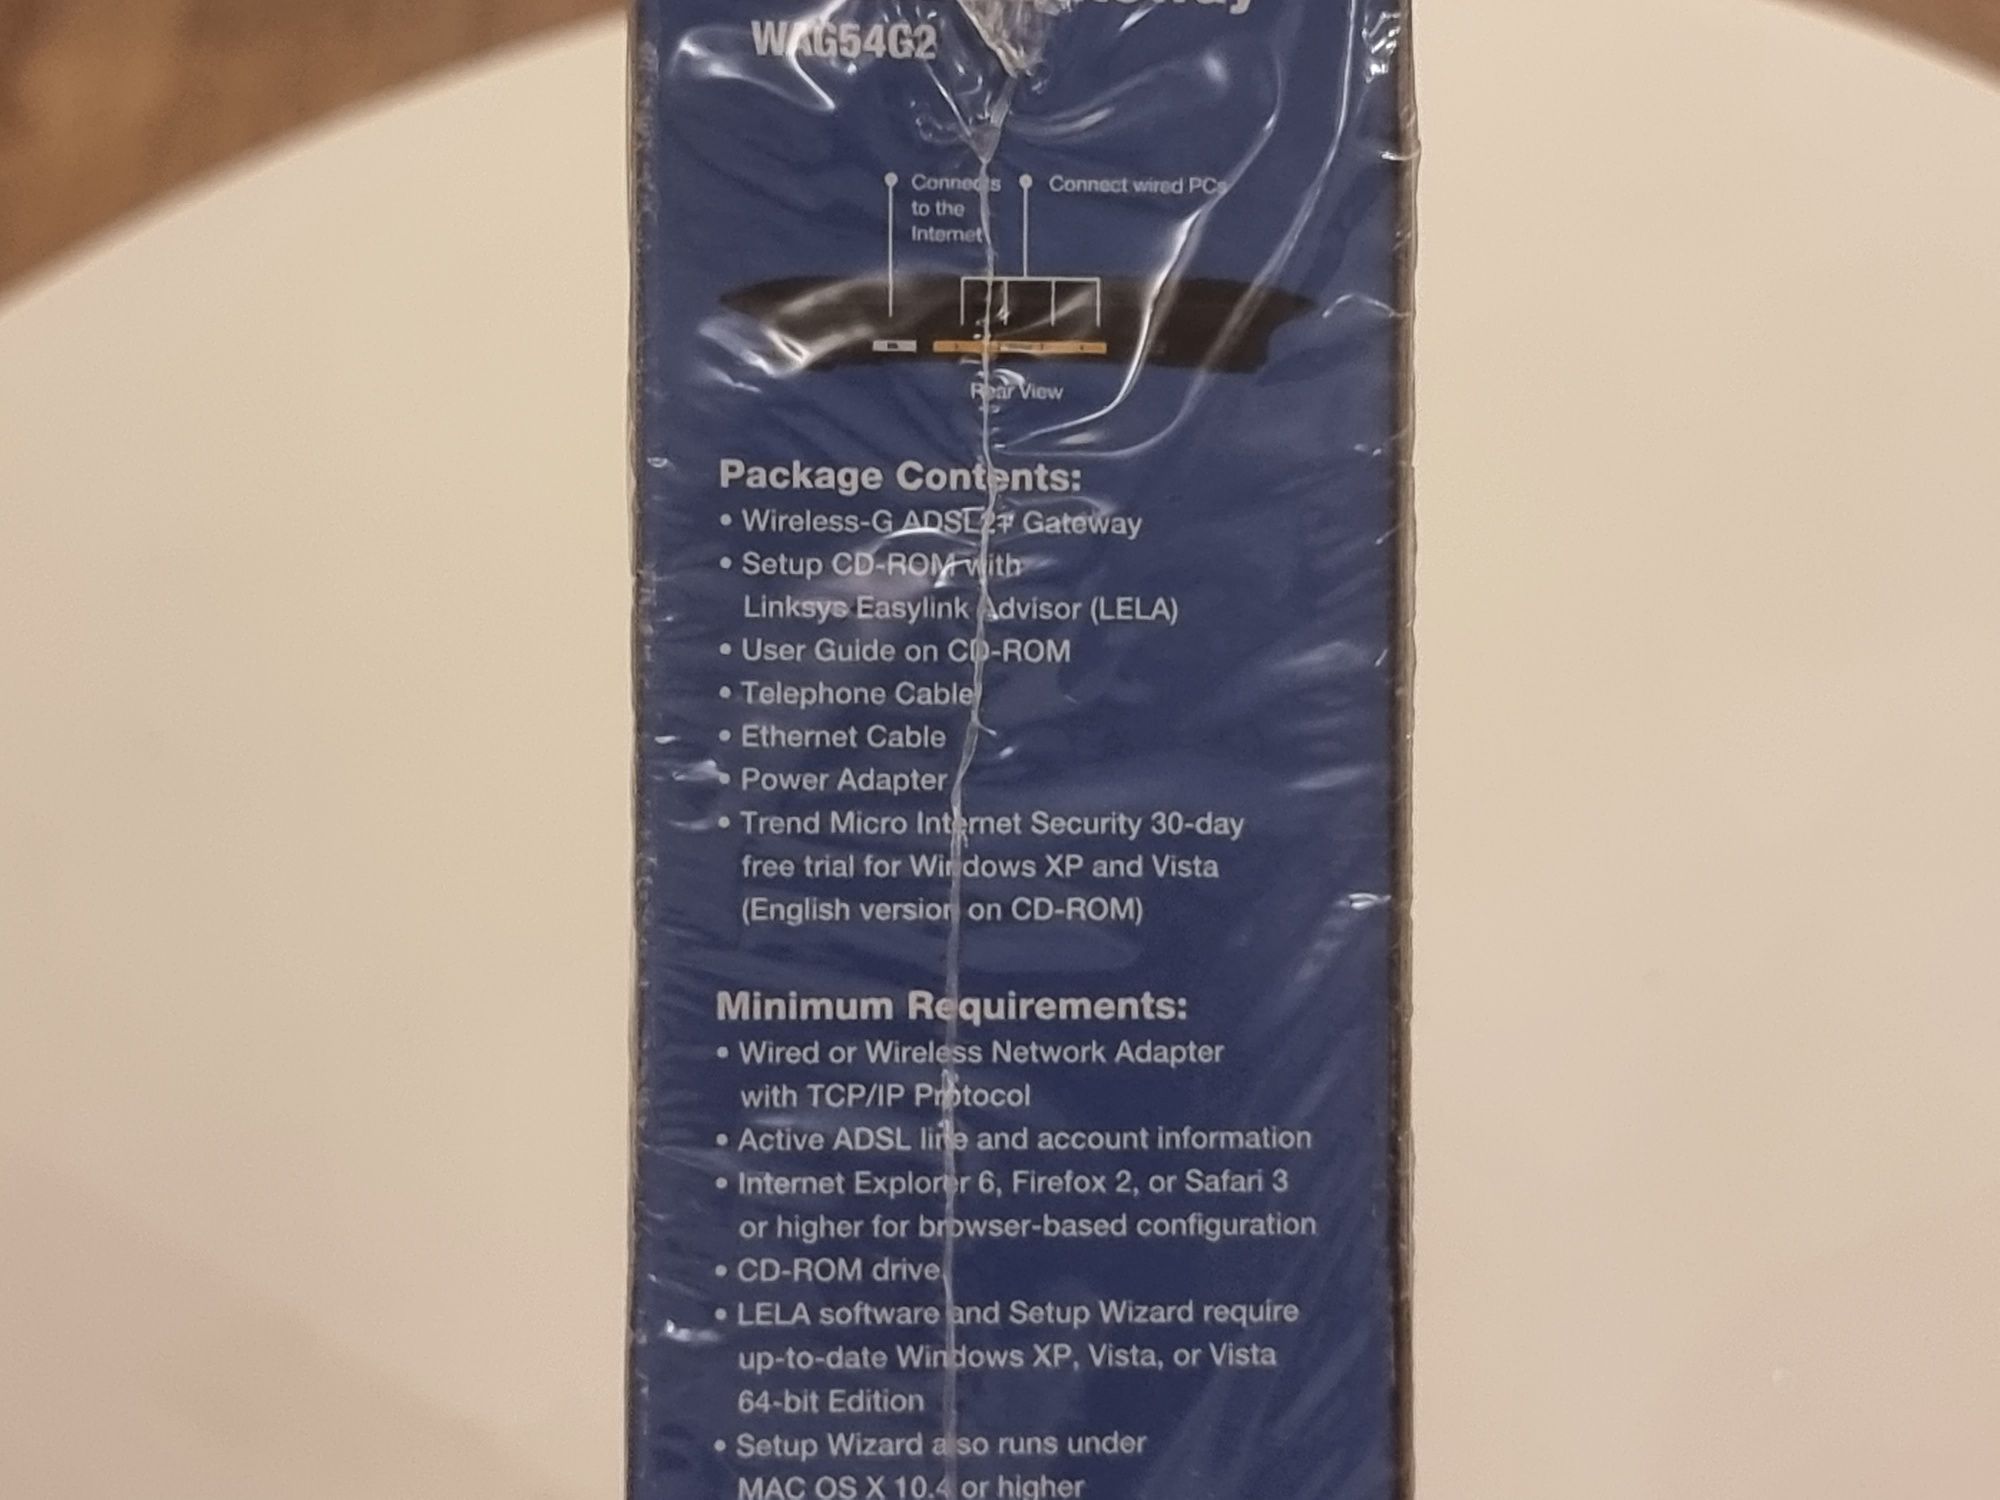 WAG54G2
Connects
to the
Internet
Connect wired PCs
Rear View
Package Contents:
• Wireless-G ADSL2+ Gateway
• Setup CD-ROM with
Linksys Easylink Advisor (LELA)
• User Guide on CD-ROM
• Telephone Cable
• Ethernet Cable
• Power Adapter
• Trend Micro Internet Security 30-day
free trial for Windows XP and Vista
(English version on CD-ROM)
Minimum Requirements:
• Wired or Wireless Network Adapter
with TCP/IP Protocol
• Active ADSL line and account information
• Internet Explorer 6, Firefox 2, or Safari 3
or higher for browser-based configuration
• CD-ROM drive
• LELA software and Setup Wizard require
up-to-date Windows XP, Vista, or Vista
64-bit Edition
• Setup Wizard also runs under
MAC OS X 10.4 or higher